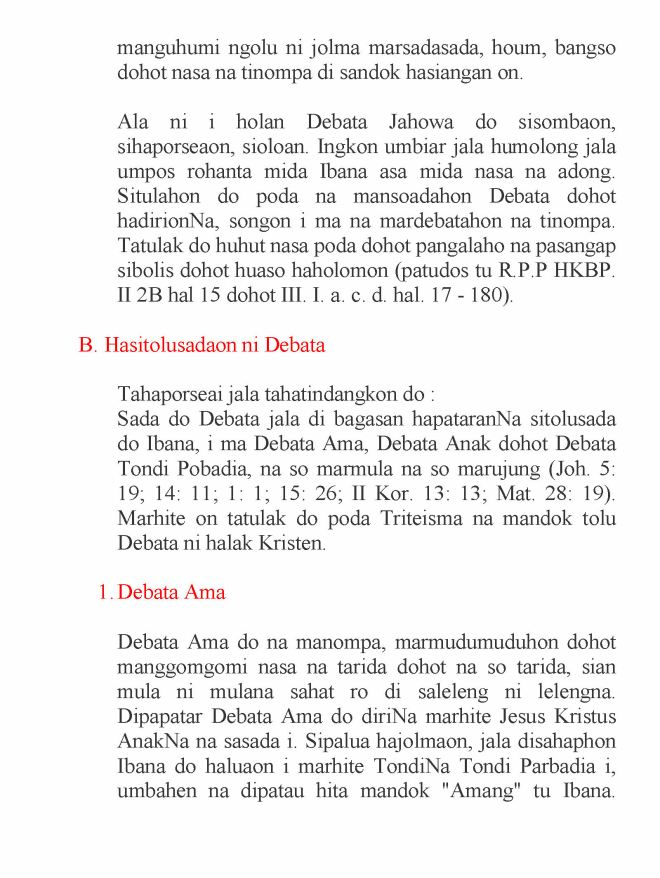 manguhumi ngolu ni jolma marsadasada, houm, bangso
dohot nasa na tinompa di sandok hasiangan on.
Ala ni i holan Debata Jahowa do sisombaon,
sihaporseaon, sioloan. Ingkon umbiar jala humolong jala
umpos rohanta mida Ibana asa mida nasa na adong.
Situlahon do poda na mansoadahon Debata dohot
hadirionNa, songon i ma na mardebatahon na tinompa.
Tatulak do huhut nasa poda dohot pangalaho na pasangap
sibolis dohot huaso haholomon (patudos tu R.P.P HKBP.
II 2B hal 15 dohot III. I. a. c. d. hal. 17 - 180).
B. Hasitolusadaon ni Debata
Tahaporseai jala tahatindangkon do :
Sada do Debata jala di bagasan hapataranNa sitolusada
do Ibana, i ma Debata Ama, Debata Anak dohot Debata
Tondi Pobadia, na so marmula na so marujung (Joh. 5:
19; 14: 11; 1: 1; 15: 26; II Kor. 13: 13; Mat. 28: 19).
Marhite on tatulak do poda Triteisma na mandok tolu
Debata ni halak Kristen.
1. Debata Ama
Debata Ama do na manompa, marmudumuduhon dohot
manggomgomi nasa na tarida dohot na so tarida, sian
mula ni mulana sahat ro di saleleng ni lelengna.
Dipapatar Debata Ama do diriNa marhite Jesus Kristus
AnakNa na sasada i. Sipalua hajolmaon, jala disahaphon
Ibana do haluaon i marhite TondiNa Tondi Parbadia i,
umbahen na dipatau hita mandok "Amang" tu Ibana.